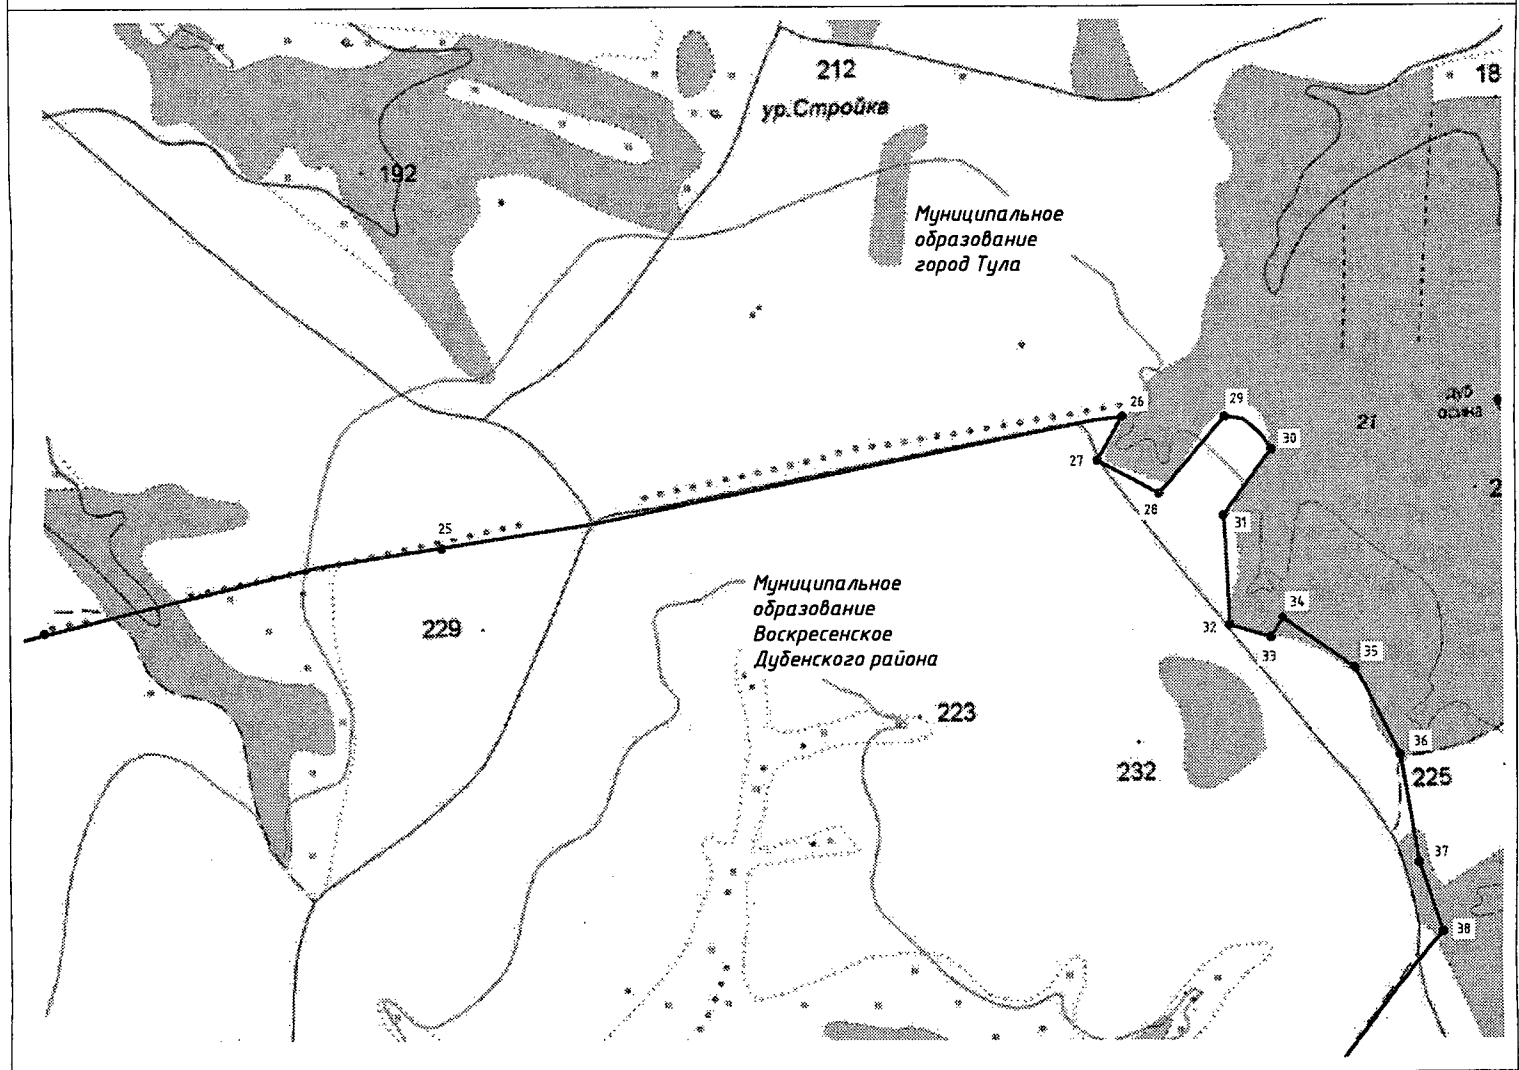 212
18
ур.Стройка
192
Муниципальное
образование
город Тула
26
29
дуб
осина
21
30
27
28
2
31
25
Муниципальное
образование
Воскресенское
Дубенского района
229
32
33
34
35
223
36
232
225
37
38